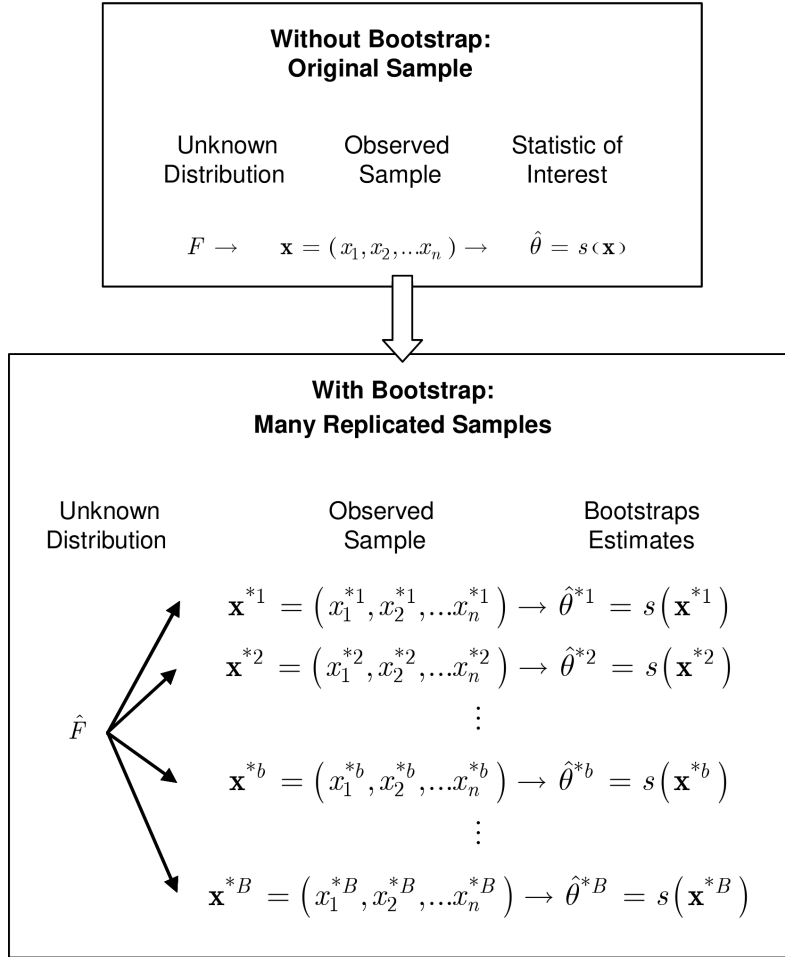 Without Bootstrap:
Original Sample
Unknown Distribution
Observed Sample
Statistic of Interest
F → x = (x₁, x₂, ...xₙ) → θ̂ = s(x)
With Bootstrap:
Many Replicated Samples
Unknown Distribution
Observed Sample
Bootstraps Estimates
F̂
x*¹ = (x₁*¹, x₂*¹, ...xₙ*¹) → θ̂*¹ = s(x*¹)
x*² = (x₁*², x₂*², ...xₙ*²) → θ̂*² = s(x*²)
⋮
x*ᵇ = (x₁*ᵇ, x₂*ᵇ, ...xₙ*ᵇ) → θ̂*ᵇ = s(x*ᵇ)
⋮
x*ᴮ = (x₁*ᴮ, x₂*ᴮ, ...xₙ*ᴮ) → θ̂*ᴮ = s(x*ᴮ)